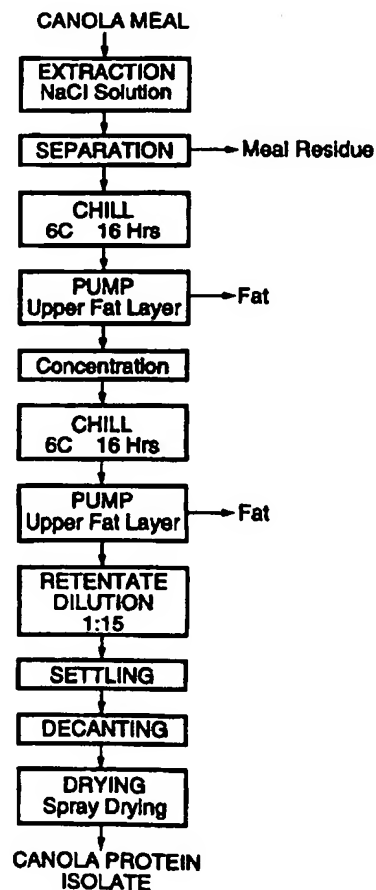 CANOLA MEAL
EXTRACTION
NaCl Solution
SEPARATION
Meal Residue
CHILL
6C 16 Hrs
PUMP
Upper Fat Layer
Fat
Concentration
CHILL
6C 16 Hrs
PUMP
Upper Fat Layer
Fat
RETENTATE
DILUTION
1:15
SETTLING
DECANTING
DRYING
Spray Drying
CANOLA PROTEIN
ISOLATE